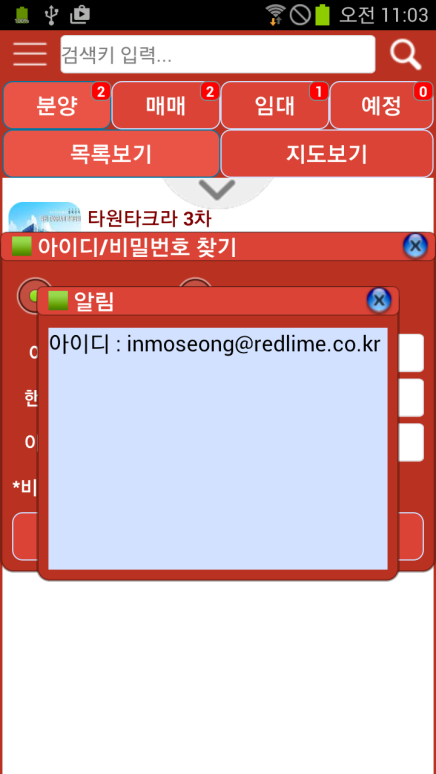 오전 11:03
검색키 입력...
분양 2
매매 2
임대 1
예정 0
목록보기
지도보기
타원타크라 3차
아이디/비밀번호 찾기
알림
아이디 : inmoseong@redlime.co.kr
한
*비